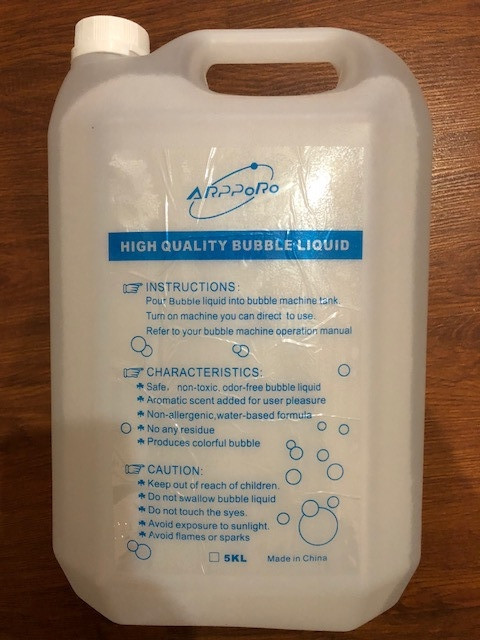 ARPPoRo
HIGH QUALITY BUBBLE LIQUID
INSTRUCTIONS:
Pour Bubble liquid into bubble machine tank.
Turn on machine you can direct to use.
Refer to your bubble machine operation manual
CHARACTERISTICS:
Safe, non-toxic, odor-free bubble liquid
Aromatic scent added for user pleasure
Non-allergenic,water-based formula
No any residue
Produces colorful bubble
CAUTION:
Keep out of reach of children.
Do not swallow bubble liquid
Do not touch the syes.
Avoid exposure to sunlight.
Avoid flames or sparks
5KL Made in China